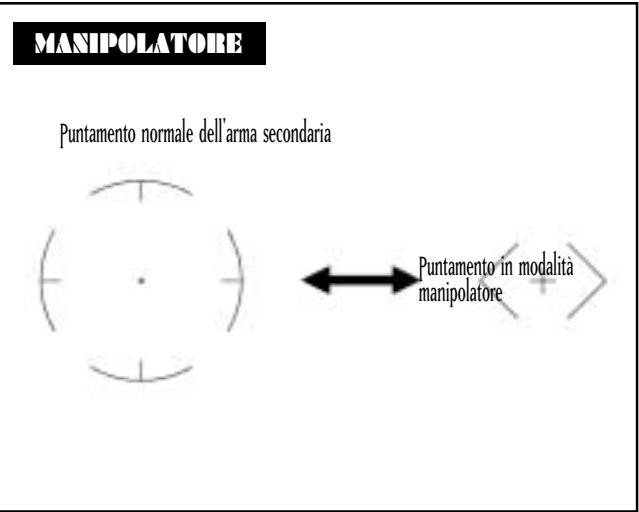 MANIPOLATORE
Puntamento normale dell'arma secondaria
Puntamento in modalità
manipolatore